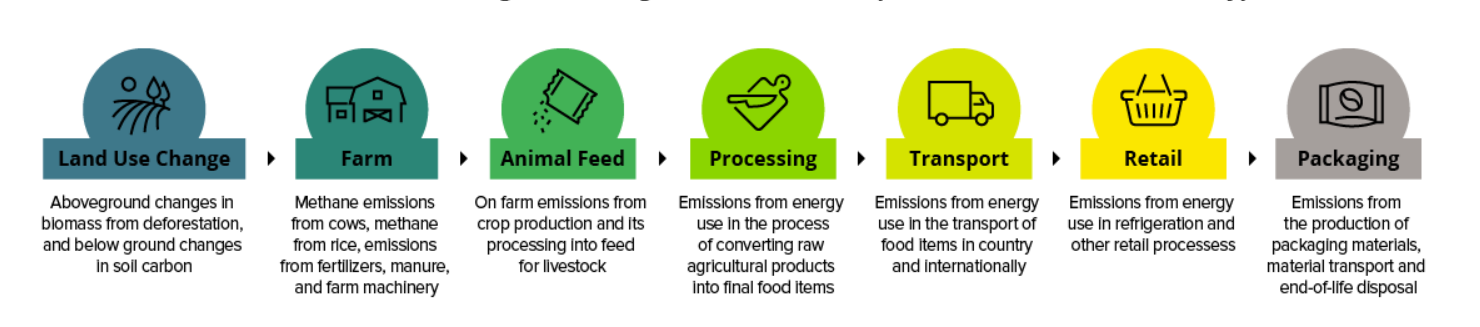 Land Use Change
Aboveground changes in
biomass from deforestation,
and below ground changes
in soil carbon
Farm
Methane emissions
from cows, methane
from rice, emissions
from fertilizers, manure,
and farm machinery
Animal Feed
On farm emissions from
crop production and its
processing into feed
for livestock
Processing
Emissions from energy
use in the process
of converting raw
agricultural products
into final food items
Transport
Emissions from energy
use in the transport of
food items in country
and internationally
Retail
Emissions from energy
use in refrigeration and
other retail processess
Packaging
Emissions from
the production of
packaging materials,
material transport and
end-of-life disposal